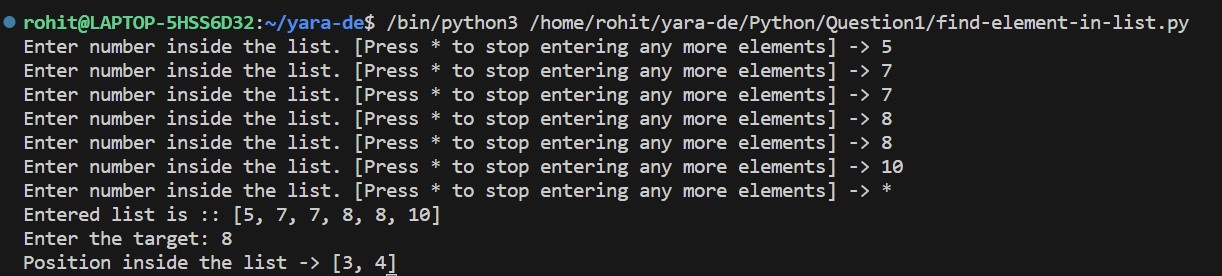 rohit@LAPTOP-5HSS6D32:~/yara-de$ /bin/python3 /home/rohit/yara-de/Python/Question1/find-element-in-list.py
Enter number inside the list. [Press * to stop entering any more elements] -> 5
Enter number inside the list. [Press * to stop entering any more elements] -> 7
Enter number inside the list. [Press * to stop entering any more elements] -> 7
Enter number inside the list. [Press * to stop entering any more elements] -> 8
Enter number inside the list. [Press * to stop entering any more elements] -> 8
Enter number inside the list. [Press * to stop entering any more elements] -> 10
Enter number inside the list. [Press * to stop entering any more elements] -> *
Entered list is :: [5, 7, 7, 8, 8, 10]
Enter the target: 8
Position inside the list -> [3, 4]